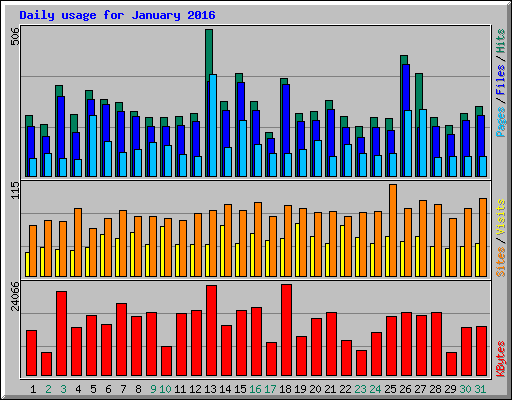 Daily usage for January 2016
506
Pages / Files / Hits
115
Sites / Visits
24066
KBytes
1 2 3 4 5 6 7 8 9 10 11 12 13 14 15 16 17 18 19 20 21 22 23 24 25 26 27 28 29 30 31